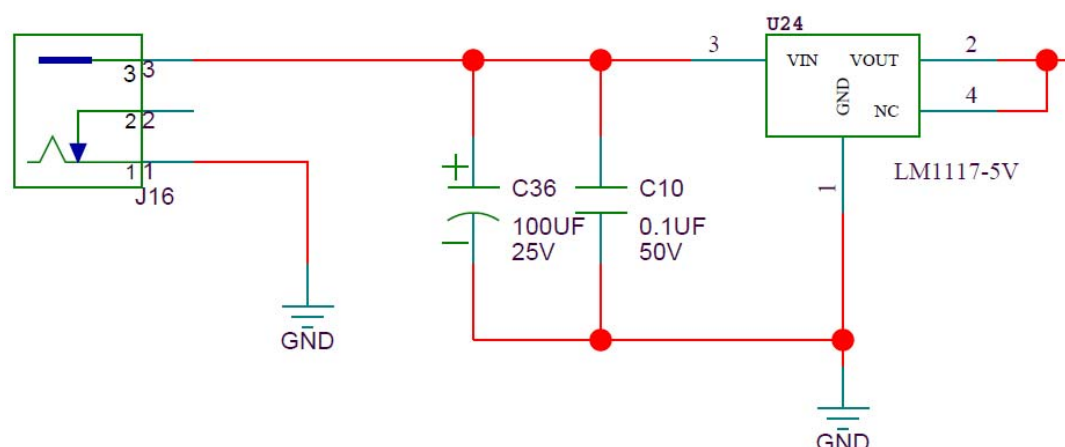 U24
3 3
2 2
1 1
J16
GND
+
C36
100UF
25V
−
C10
0.1UF
50V
3
VIN
VOUT
2
GND
NC
4
1
LM1117-5V
GND